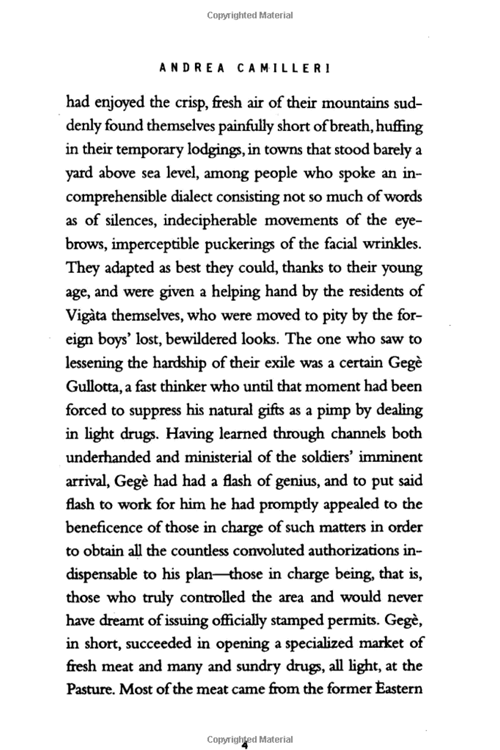 Copyrighted Material
ANDREA CAMILLERI
had enjoyed the crisp, fresh air of their mountains sud-
denly found themselves painfully short of breath, huffing
in their temporary lodgings, in towns that stood barely a
yard above sea level, among people who spoke an in-
comprehensible dialect consisting not so much of words
as of silences, indecipherable movements of the eye-
brows, imperceptible puckerings of the facial wrinkles.
They adapted as best they could, thanks to their young
age, and were given a helping hand by the residents of
Vigàta themselves, who were moved to pity by the for-
eign boys' lost, bewildered looks. The one who saw to
lessening the hardship of their exile was a certain Gegè
Gullotta, a fast thinker who until that moment had been
forced to suppress his natural gifts as a pimp by dealing
in light drugs. Having learned through channels both
underhanded and ministerial of the soldiers' imminent
arrival, Gegè had had a flash of genius, and to put said
flash to work for him he had promptly appealed to the
beneficence of those in charge of such matters in order
to obtain all the countless convoluted authorizations in-
dispensable to his plan—those in charge being, that is,
those who truly controlled the area and would never
have dreamt of issuing officially stamped permits. Gegè,
in short, succeeded in opening a specialized market of
fresh meat and many and sundry drugs, all light, at the
Pasture. Most of the meat came from the former Eastern
Copyrighted Material
4